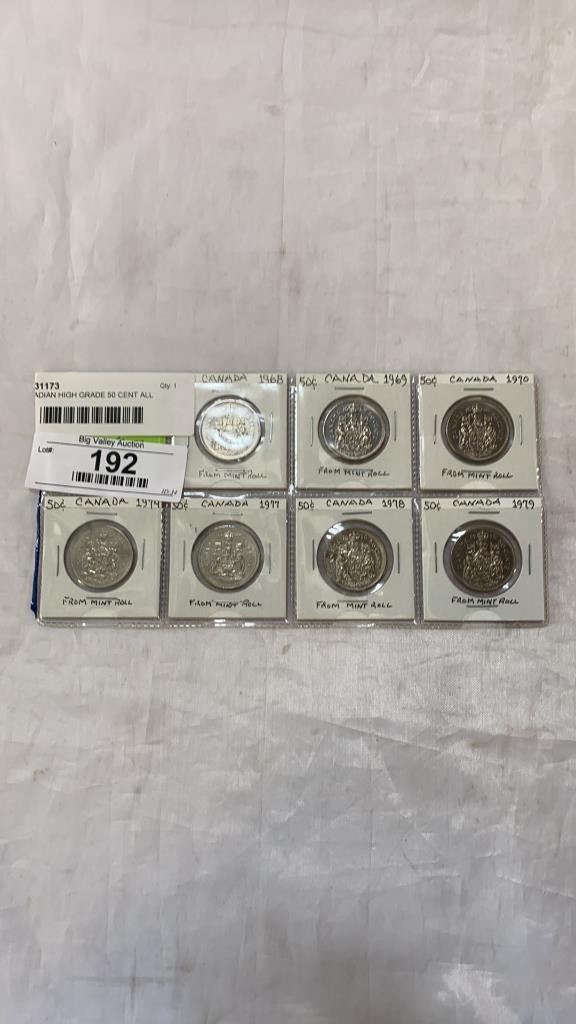 31173 Qty: 1
ADIAN HIGH GRADE 50 CENT ALL
Big Valley Auction
Lot#:
192
CANADA 1968
FROM MINT ROLL
50¢ CANADA 1969
FROM MINT ROLL
50¢ CANADA 1970
FROM MINT ROLL
50¢ CANADA 1974
FROM MINT ROLL
50¢ CANADA 1977
FROM MINT ROLL
50¢ CANADA 1978
FROM MINT ROLL
50¢ CANADA 1979
FROM MINT ROLL